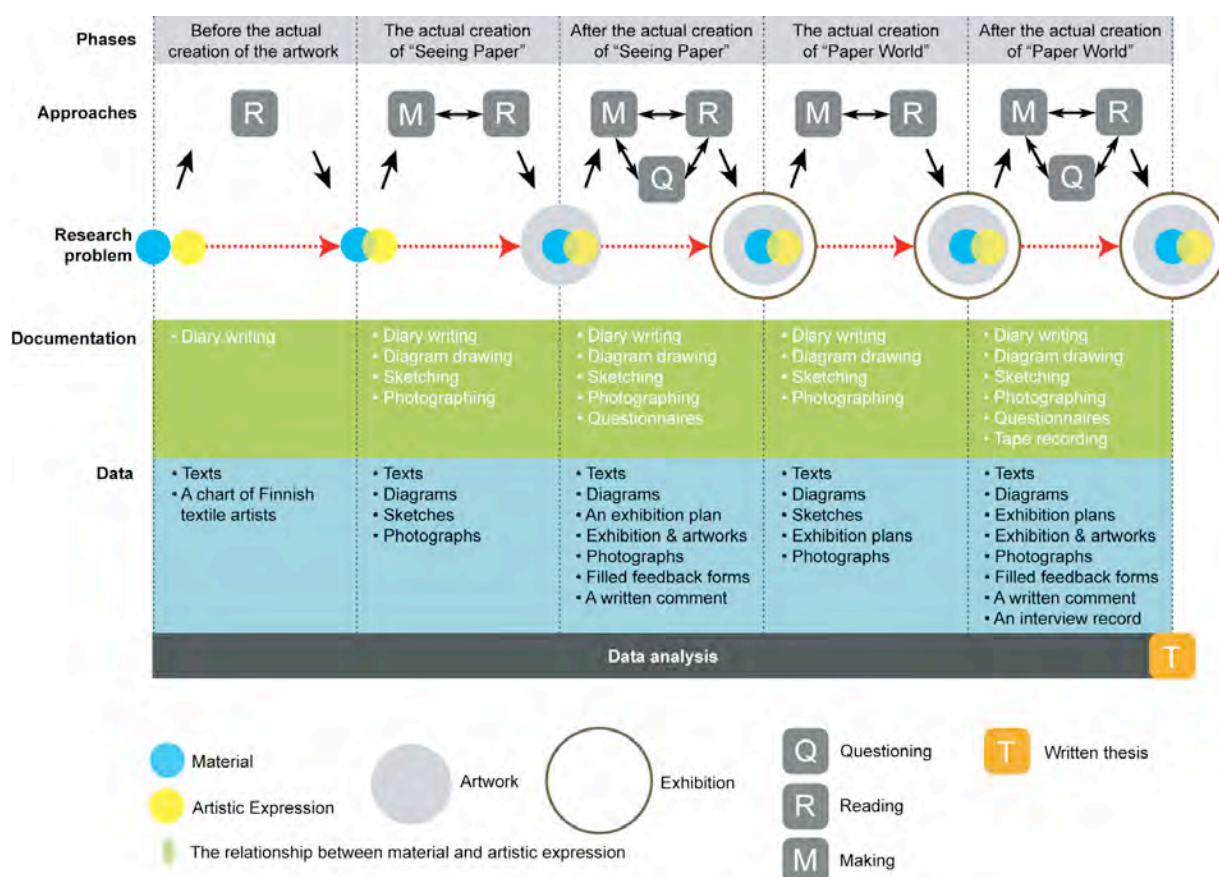 Phases
Before the actual
creation of the artwork
The actual creation
of “Seeing Paper”
After the actual creation
of “Seeing Paper”
The actual creation
of “Paper World”
After the actual creation
of “Paper World”
Approaches
R
M R
M R
Q
M R
M R
Q
Research
problem
Documentation
• Diary writing
• Diary writing
• Diagram drawing
• Sketching
• Photographing
• Diary writing
• Diagram drawing
• Sketching
• Photographing
• Questionnaires
• Diary writing
• Diagram drawing
• Sketching
• Photographing
• Diary writing
• Diagram drawing
• Sketching
• Photographing
• Questionnaires
• Tape recording
Data
• Texts
• A chart of Finnish
textile artists
• Texts
• Diagrams
• Sketches
• Photographs
• Texts
• Diagrams
• An exhibition plan
• Exhibition & artworks
• Photographs
• Filled feedback forms
• A written comment
• Texts
• Diagrams
• Sketches
• Exhibition plans
• Photographs
• Texts
• Diagrams
• Exhibition plans
• Exhibition & artworks
• Photographs
• Filled feedback forms
• A written comment
• An interview record
Data analysis
T
Material
Artistic Expression
The relationship between material and artistic expression
Artwork
Exhibition
Q Questioning
R Reading
M Making
T Written thesis